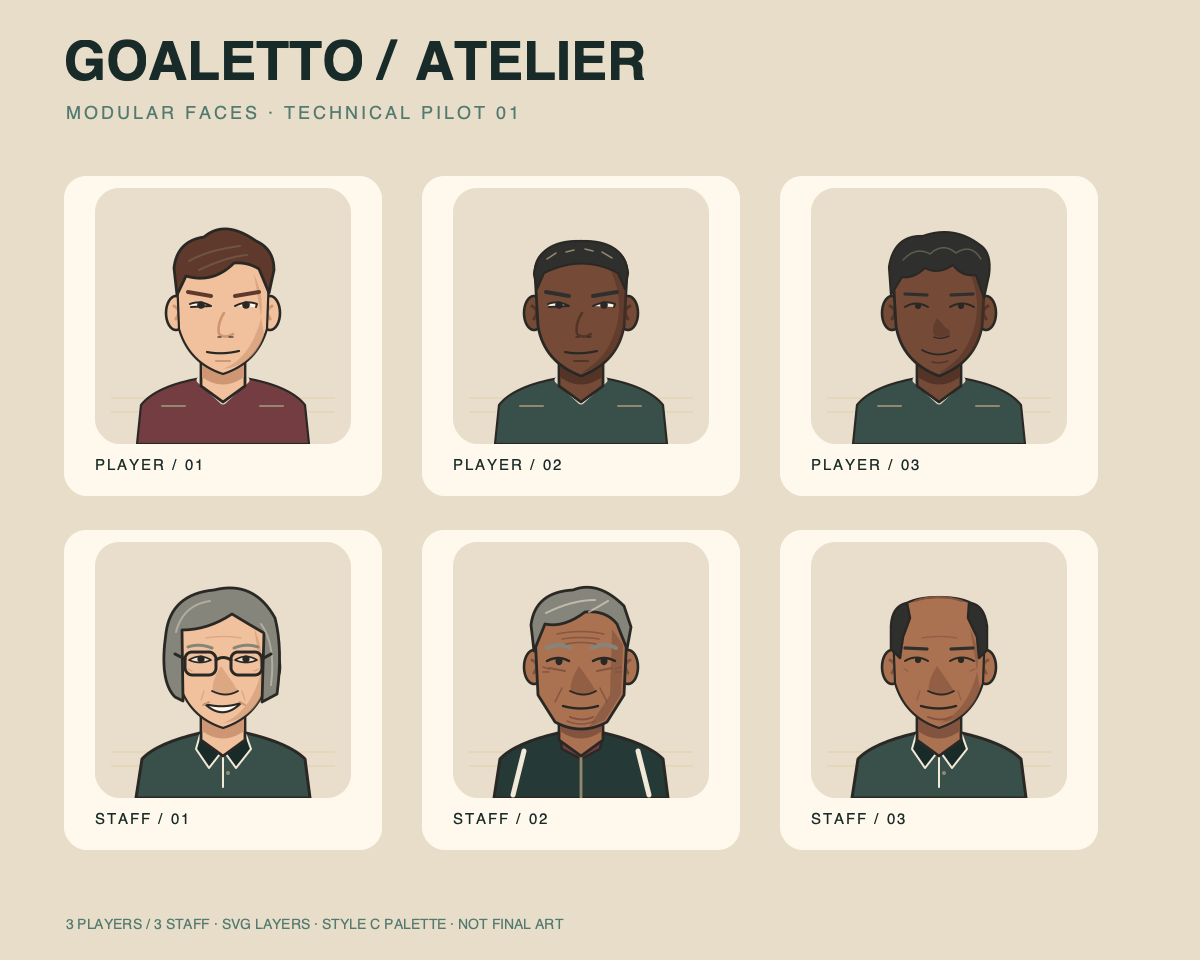 GOALETTO / ATELIER
MODULAR FACES · TECHNICAL PILOT 01
PLAYER / 01
PLAYER / 02
PLAYER / 03
STAFF / 01
STAFF / 02
STAFF / 03
3 PLAYERS / 3 STAFF · SVG LAYERS · STYLE C PALETTE · NOT FINAL ART